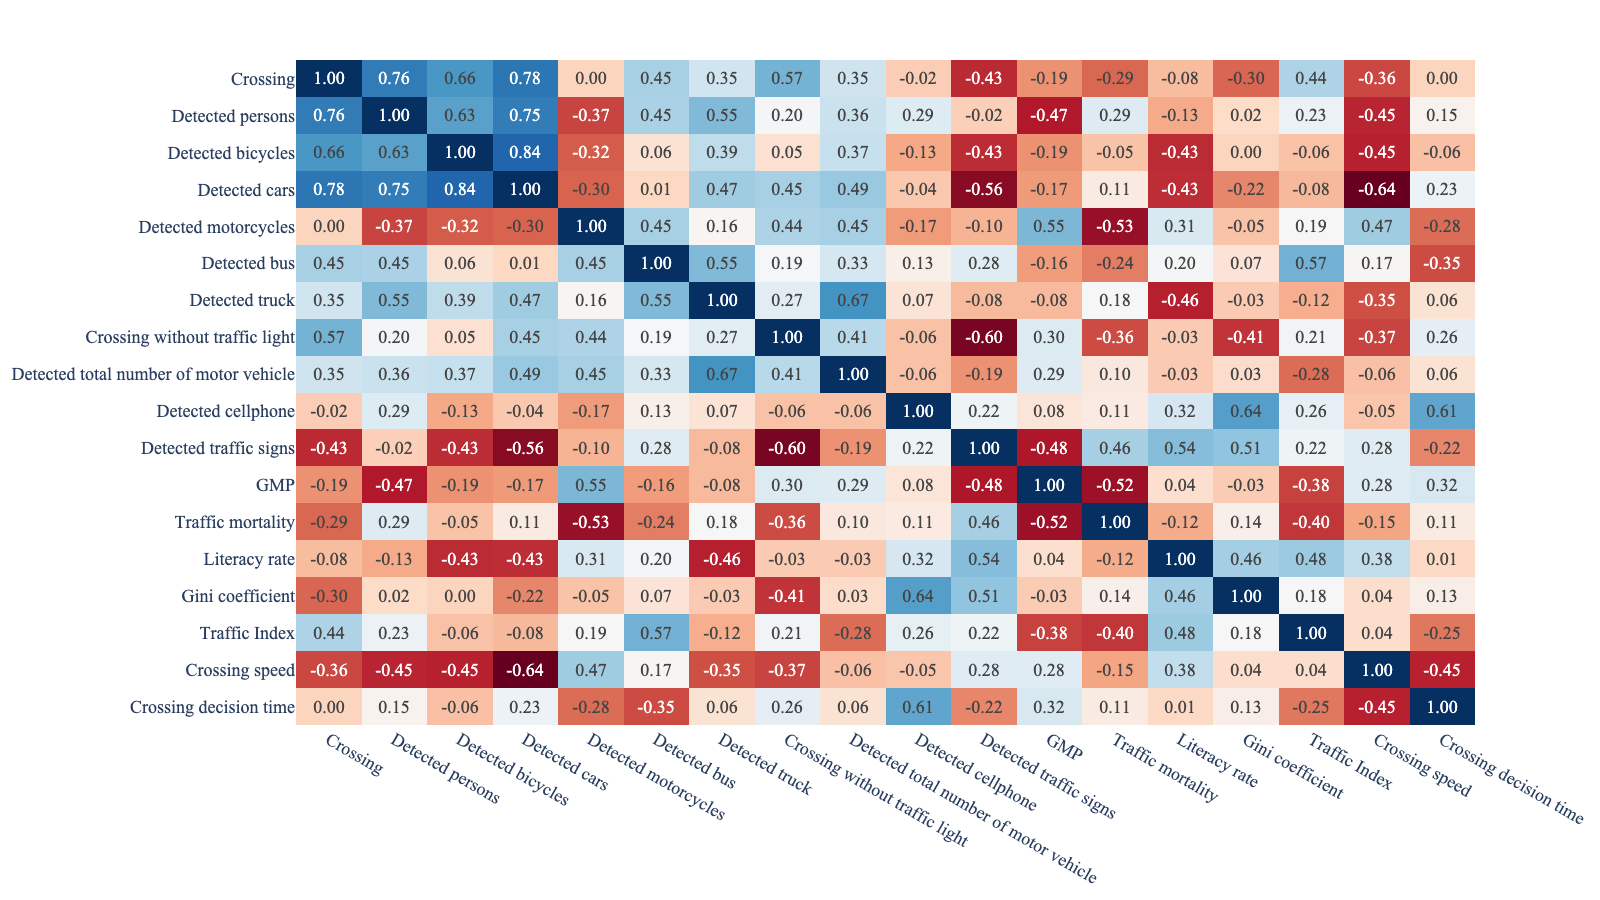 Crossing 1.00 0.76 0.66 0.78 0.00 0.45 0.35 0.57 0.35 -0.02 -0.43 -0.19 -0.29 -0.08 -0.30 0.44 -0.36 0.00
Detected persons 0.76 1.00 0.63 0.75 -0.37 0.45 0.55 0.20 0.36 0.29 -0.02 -0.47 0.29 -0.13 0.02 0.23 -0.45 0.15
Detected bicycles 0.66 0.63 1.00 0.84 -0.32 0.06 0.39 0.05 0.37 -0.13 -0.43 -0.19 -0.05 -0.43 0.00 -0.06 -0.45 -0.06
Detected cars 0.78 0.75 0.84 1.00 -0.30 0.01 0.47 0.45 0.49 -0.04 -0.56 -0.17 0.11 -0.43 -0.22 -0.08 -0.64 0.23
Detected motorcycles 0.00 -0.37 -0.32 -0.30 1.00 0.45 0.16 0.44 0.45 -0.17 -0.10 0.55 -0.53 0.31 -0.05 0.19 0.47 -0.28
Detected bus 0.45 0.45 0.06 0.01 0.45 1.00 0.55 0.19 0.33 0.13 0.28 -0.16 -0.24 0.20 0.07 0.57 0.17 -0.35
Detected truck 0.35 0.55 0.39 0.47 0.16 0.55 1.00 0.27 0.67 0.07 -0.08 -0.08 0.18 -0.46 -0.03 -0.12 -0.35 0.06
Crossing without traffic light 0.57 0.20 0.05 0.45 0.44 0.19 0.27 1.00 0.41 -0.06 -0.60 0.30 -0.36 -0.03 -0.41 0.21 -0.37 0.26
Detected total number of motor vehicle 0.35 0.36 0.37 0.49 0.45 0.33 0.67 0.41 1.00 -0.06 -0.19 0.29 0.10 -0.03 0.03 -0.28 -0.06 0.06
Detected cellphone -0.02 0.29 -0.13 -0.04 -0.17 0.13 0.07 -0.06 -0.06 1.00 0.22 0.08 0.11 0.32 0.64 0.26 -0.05 0.61
Detected traffic signs -0.43 -0.02 -0.43 -0.56 -0.10 0.28 -0.08 -0.60 -0.19 0.22 1.00 -0.48 0.46 0.54 0.51 0.22 0.28 -0.22
GMP -0.19 -0.47 -0.19 -0.17 0.55 -0.16 -0.08 0.30 0.29 0.08 -0.48 1.00 -0.52 0.04 -0.03 -0.38 0.28 0.32
Traffic mortality -0.29 0.29 -0.05 0.11 -0.53 -0.24 0.18 -0.36 0.10 0.11 0.46 -0.52 1.00 -0.12 0.14 -0.40 -0.15 0.11
Literacy rate -0.08 -0.13 -0.43 -0.43 0.31 0.20 -0.46 -0.03 -0.03 0.32 0.54 0.04 -0.12 1.00 0.46 0.48 0.38 0.01
Gini coefficient -0.30 0.02 0.00 -0.22 -0.05 0.07 -0.03 -0.41 0.03 0.64 0.51 -0.03 0.14 0.46 1.00 0.18 0.04 0.13
Traffic Index 0.44 0.23 -0.06 -0.08 0.19 0.57 -0.12 0.21 -0.28 0.26 0.22 -0.38 -0.40 0.48 0.18 1.00 0.04 -0.25
Crossing speed -0.36 -0.45 -0.45 -0.64 0.47 0.17 -0.35 -0.37 -0.06 -0.05 0.28 0.28 -0.15 0.38 0.04 0.04 1.00 -0.45
Crossing decision time 0.00 0.15 -0.06 0.23 -0.28 -0.35 0.06 0.26 0.06 0.61 -0.22 0.32 0.11 0.01 0.13 -0.25 -0.45 1.00
Crossing
Detected persons
Detected bicycles
Detected cars
Detected motorcycles
Detected bus
Detected truck
Crossing without traffic light
Detected total number of motor vehicle
Detected cellphone
Detected traffic signs
GMP
Traffic mortality
Literacy rate
Gini coefficient
Traffic Index
Crossing speed
Crossing decision time